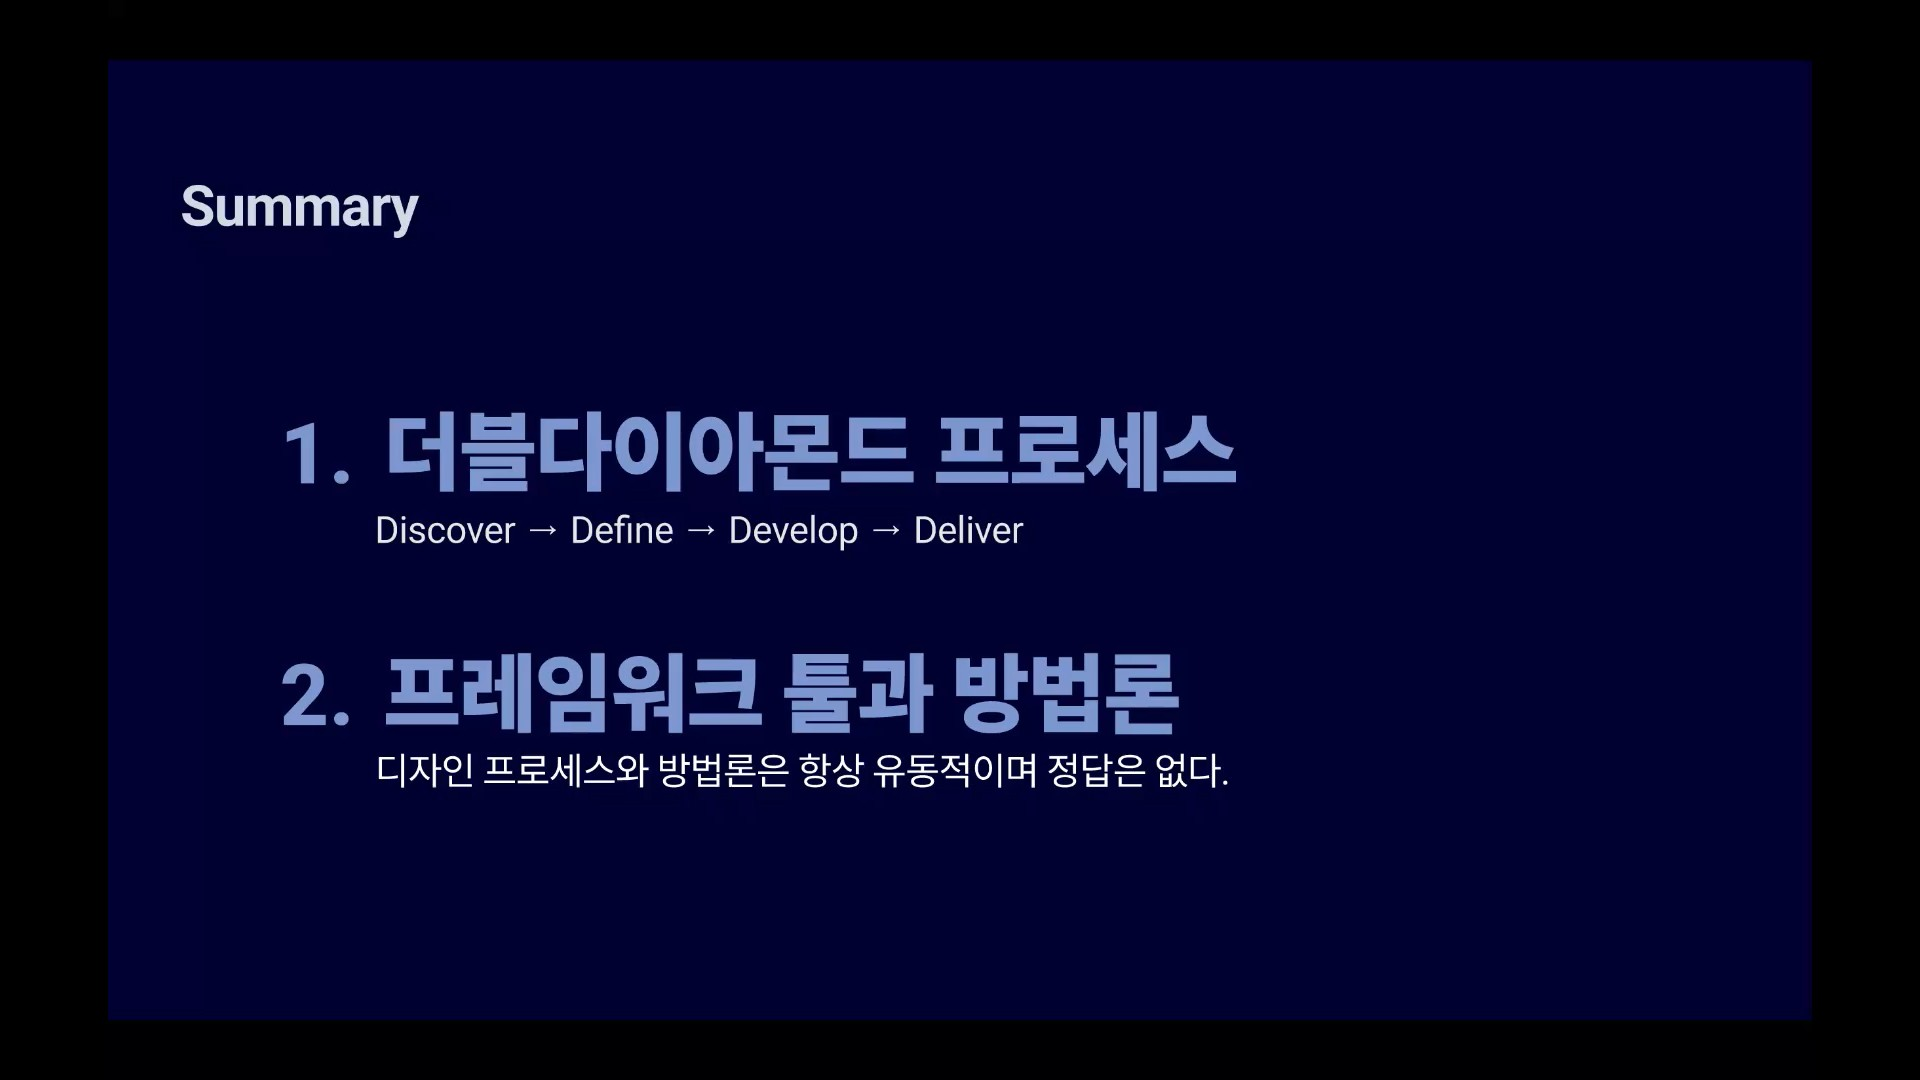 Summary
1. 더블다이아몬드 프로세스
Discover → Define → Develop → Deliver
2. 프레임워크 툴과 방법론
디자인 프로세스와 방법론은 항상 유동적이며 정답은 없다.